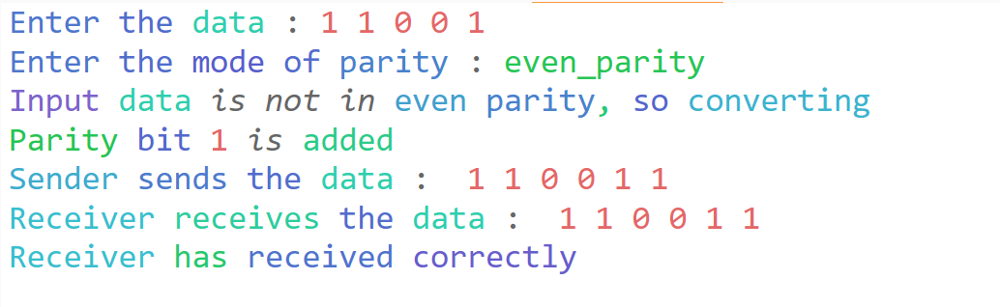 Enter the data : 1 1 0 0 1
Enter the mode of parity : even_parity
Input data is not in even parity, so converting
Parity bit 1 is added
Sender sends the data :  1 1 0 0 1 1
Receiver receives the data :  1 1 0 0 1 1
Receiver has received correctly